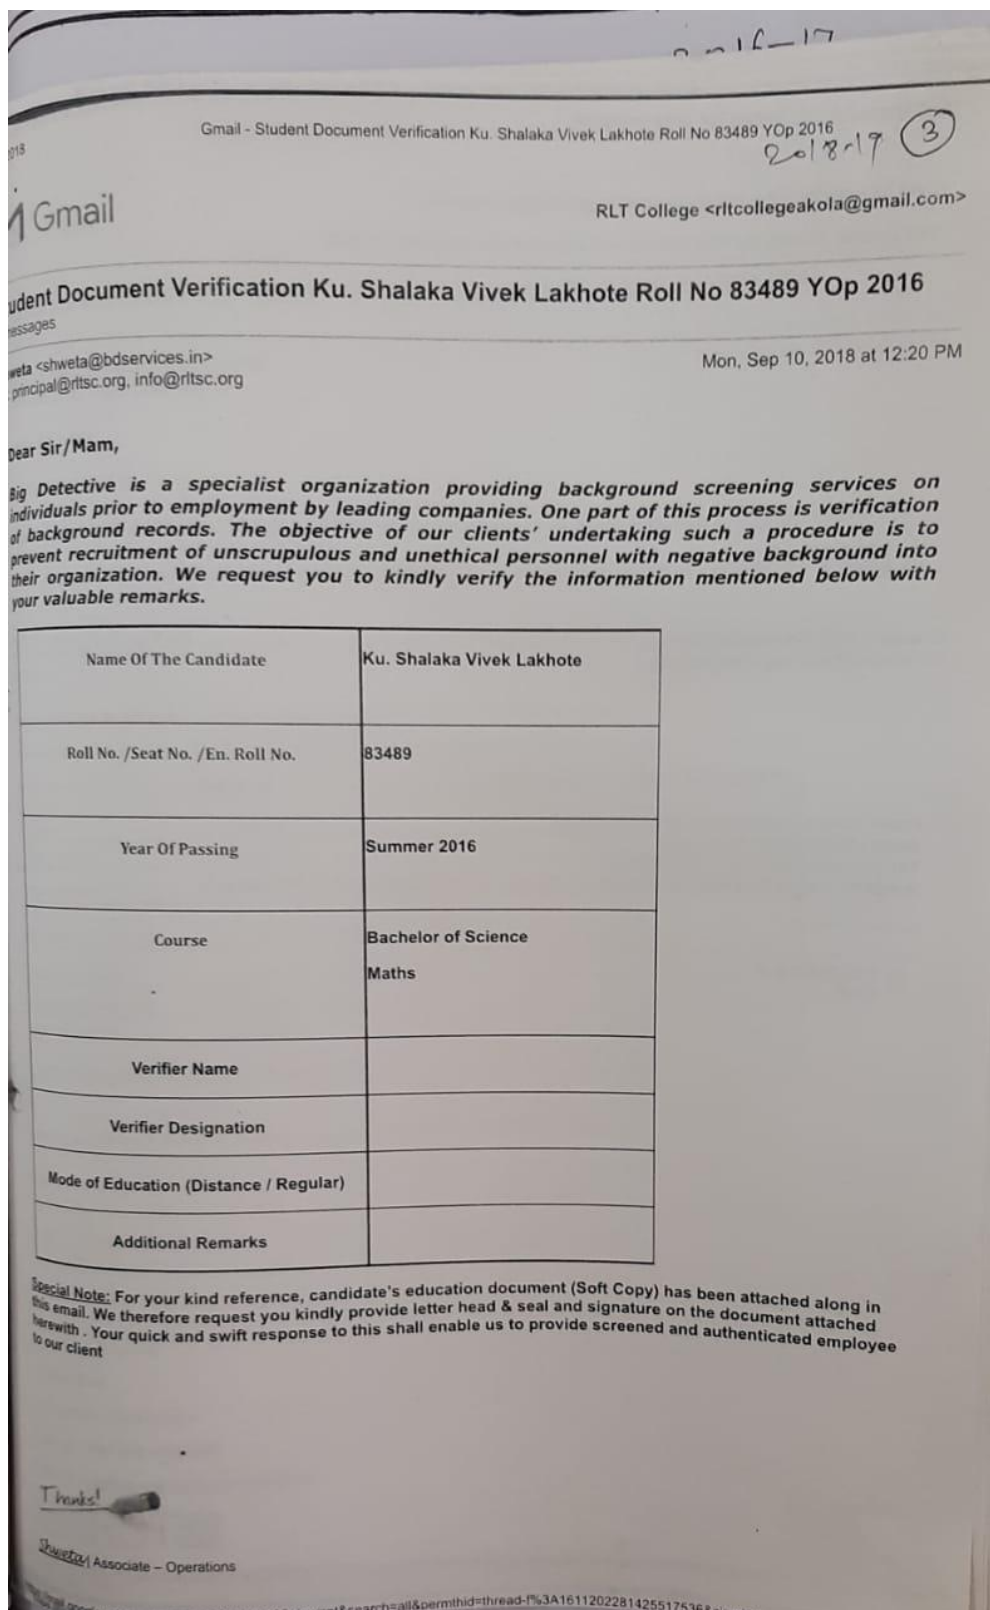 16-17
Gmail - Student Document Verification Ku. Shalaka Vivek Lakhote Roll No 83489 YOp 2016
2018-19
3
Gmail
RLT College <rltcollegeakola@gmail.com>
Document Verification Ku. Shalaka Vivek Lakhote Roll No 83489 YOp 2016
<shweta@bdservices.in>
Mon, Sep 10, 2018 at 12:20 PM
principal@rltsc.org, info@rltsc.org
Dear Sir/Mam,
Big Detective is a specialist organization providing background screening services on
individuals prior to employment by leading companies. One part of this process is verification
of background records. The objective of our clients' undertaking such a procedure is to
prevent recruitment of unscrupulous and unethical personnel with negative background into
their organization. We request you to kindly verify the information mentioned below with
your valuable remarks.
Name Of The Candidate
Ku. Shalaka Vivek Lakhote
Roll No. /Seat No. /En. Roll No.
83489
Year Of Passing
Summer 2016
Course
Bachelor of Science
Maths
Verifier Name
Verifier Designation
Mode of Education (Distance / Regular)
Additional Remarks
Special Note: For your kind reference, candidate's education document (Soft Copy) has been attached along in
this email. We therefore request you kindly provide letter head & seal and signature on the document attached
herewith . Your quick and swift response to this shall enable us to provide screened and authenticated employee
to our client
Thanks!
Shweta| Associate – Operations